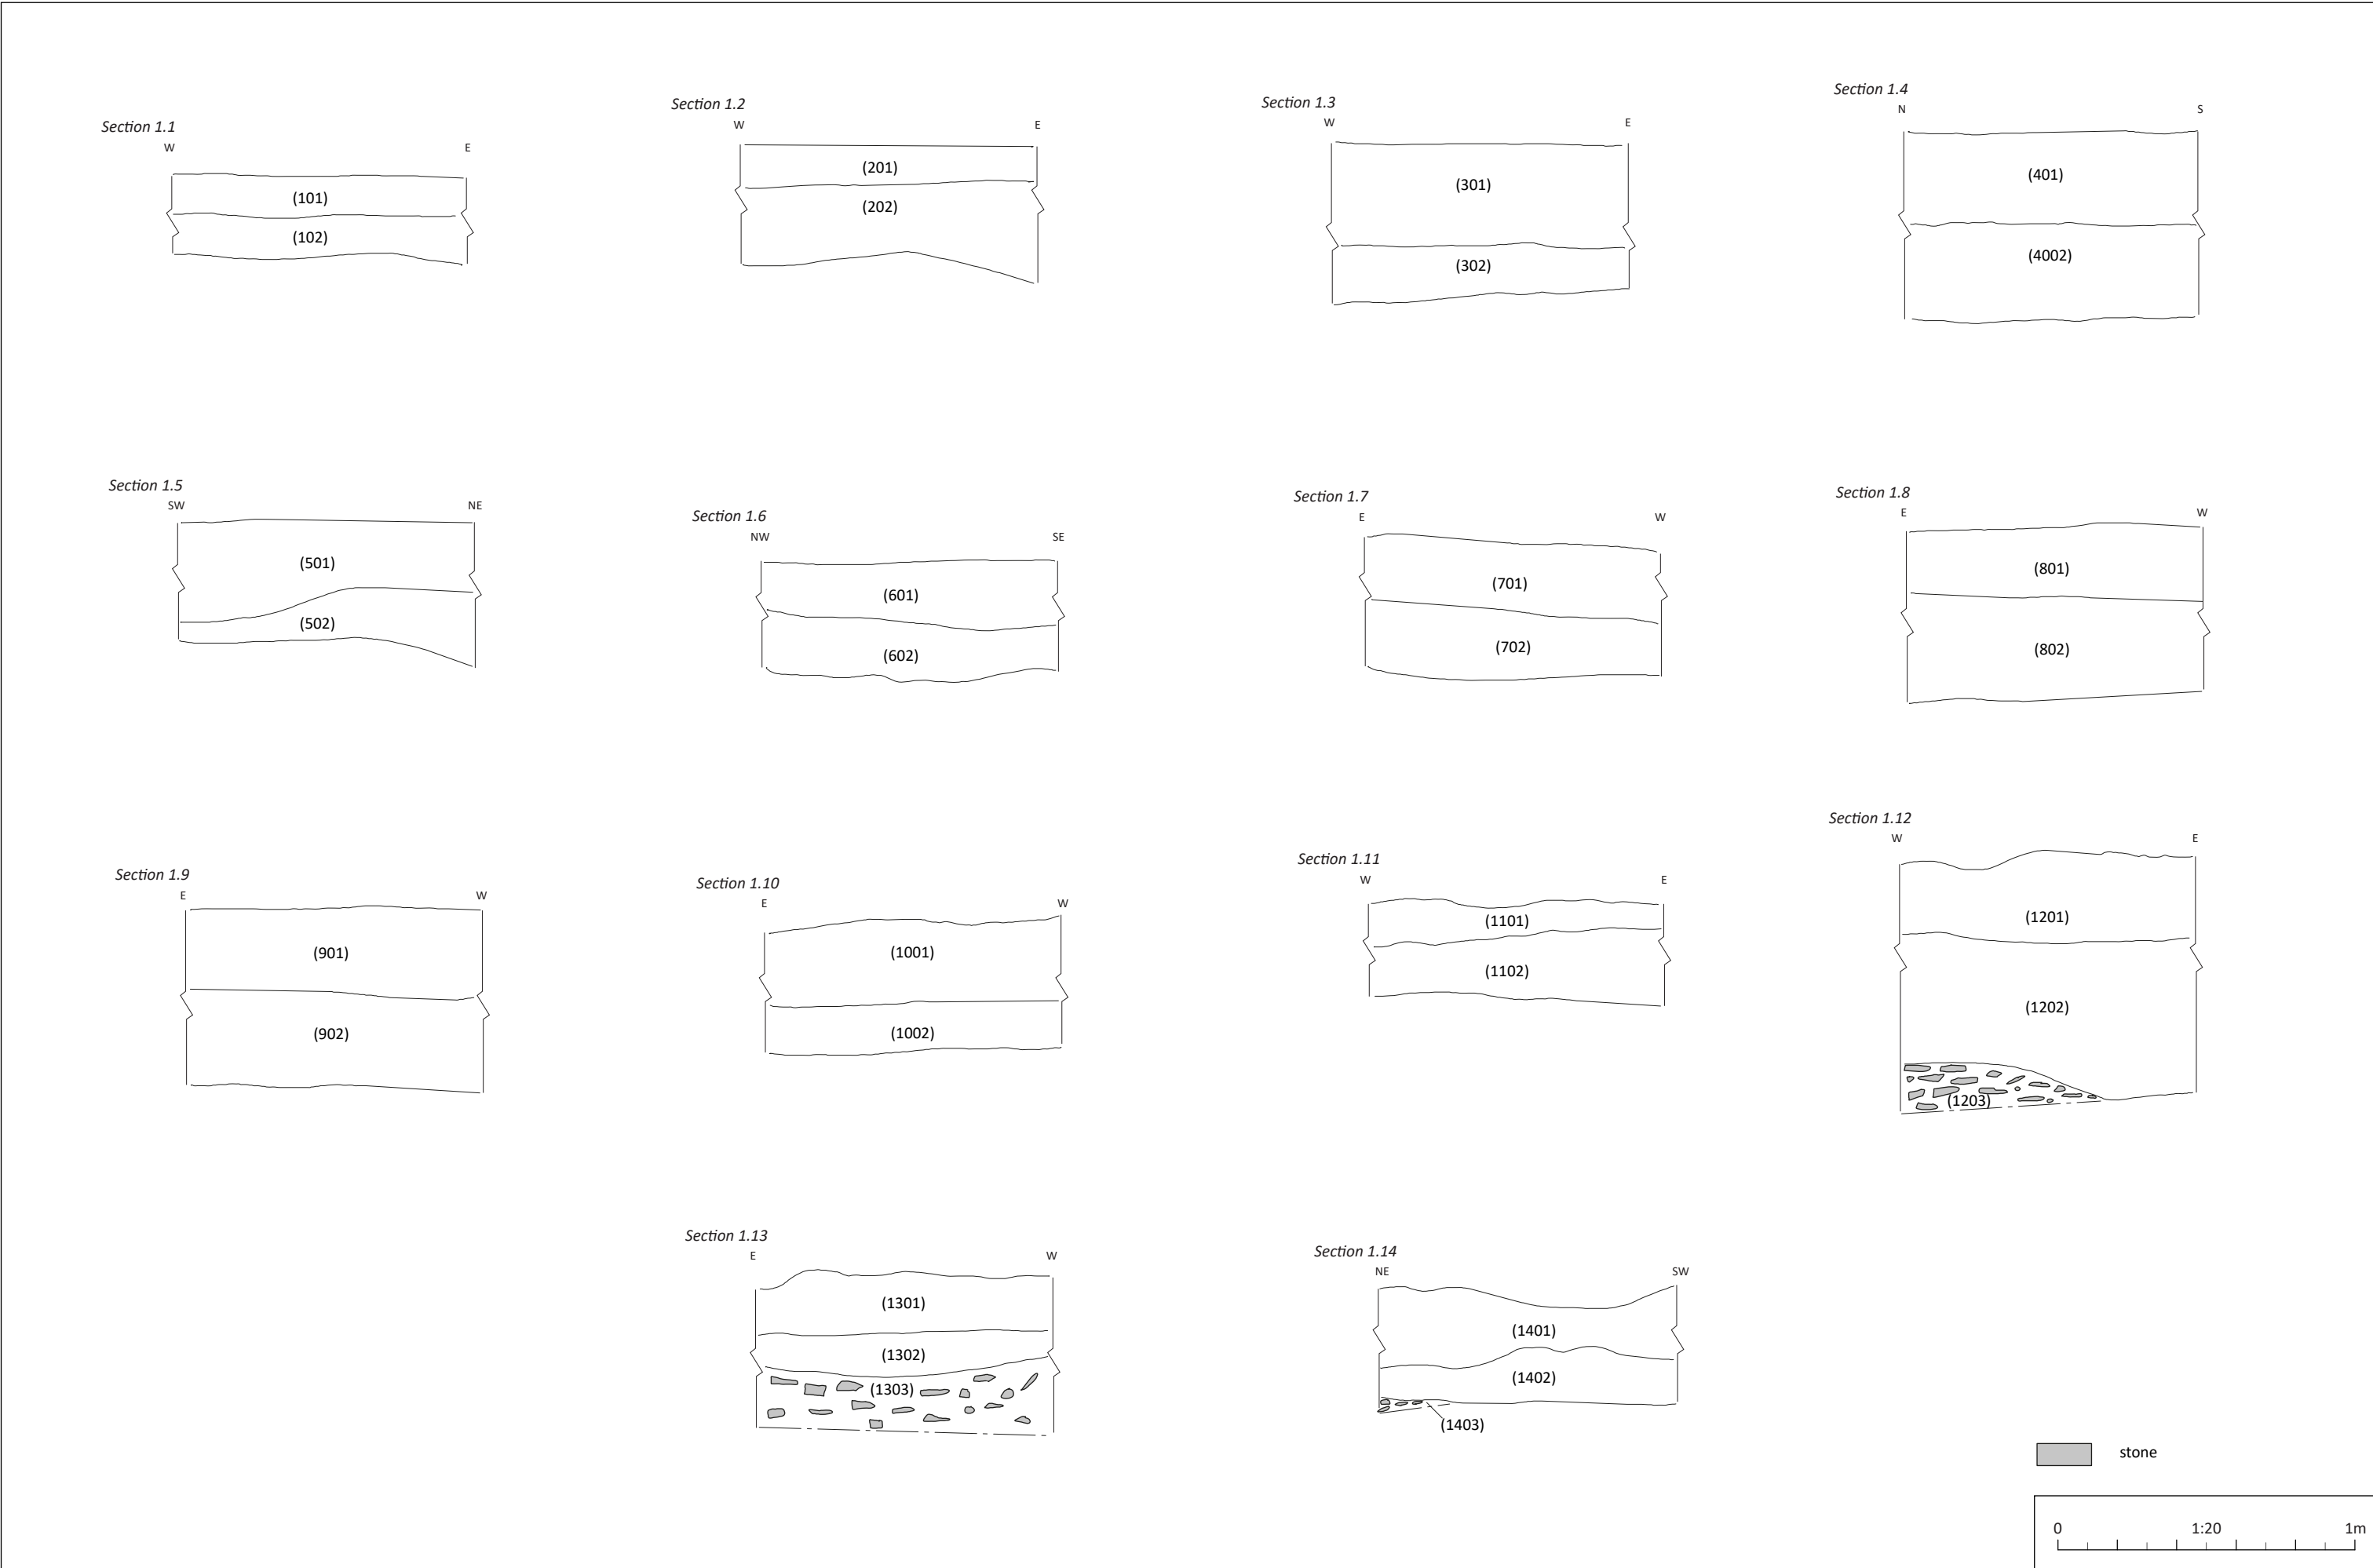 Section 1.1
W E
(101)
(102)
Section 1.2
W E
(201)
(202)
Section 1.3
W E
(301)
(302)
Section 1.4
N S
(401)
(4002)
Section 1.5
SW NE
(501)
(502)
Section 1.6
NW SE
(601)
(602)
Section 1.7
E W
(701)
(702)
Section 1.8
E W
(801)
(802)
Section 1.9
E W
(901)
(902)
Section 1.10
E W
(1001)
(1002)
Section 1.11
W E
(1101)
(1102)
Section 1.12
W E
(1201)
(1202)
(1203)
Section 1.13
E W
(1301)
(1302)
(1303)
Section 1.14
NE SW
(1401)
(1402)
(1403)
stone
0 1:20 1m